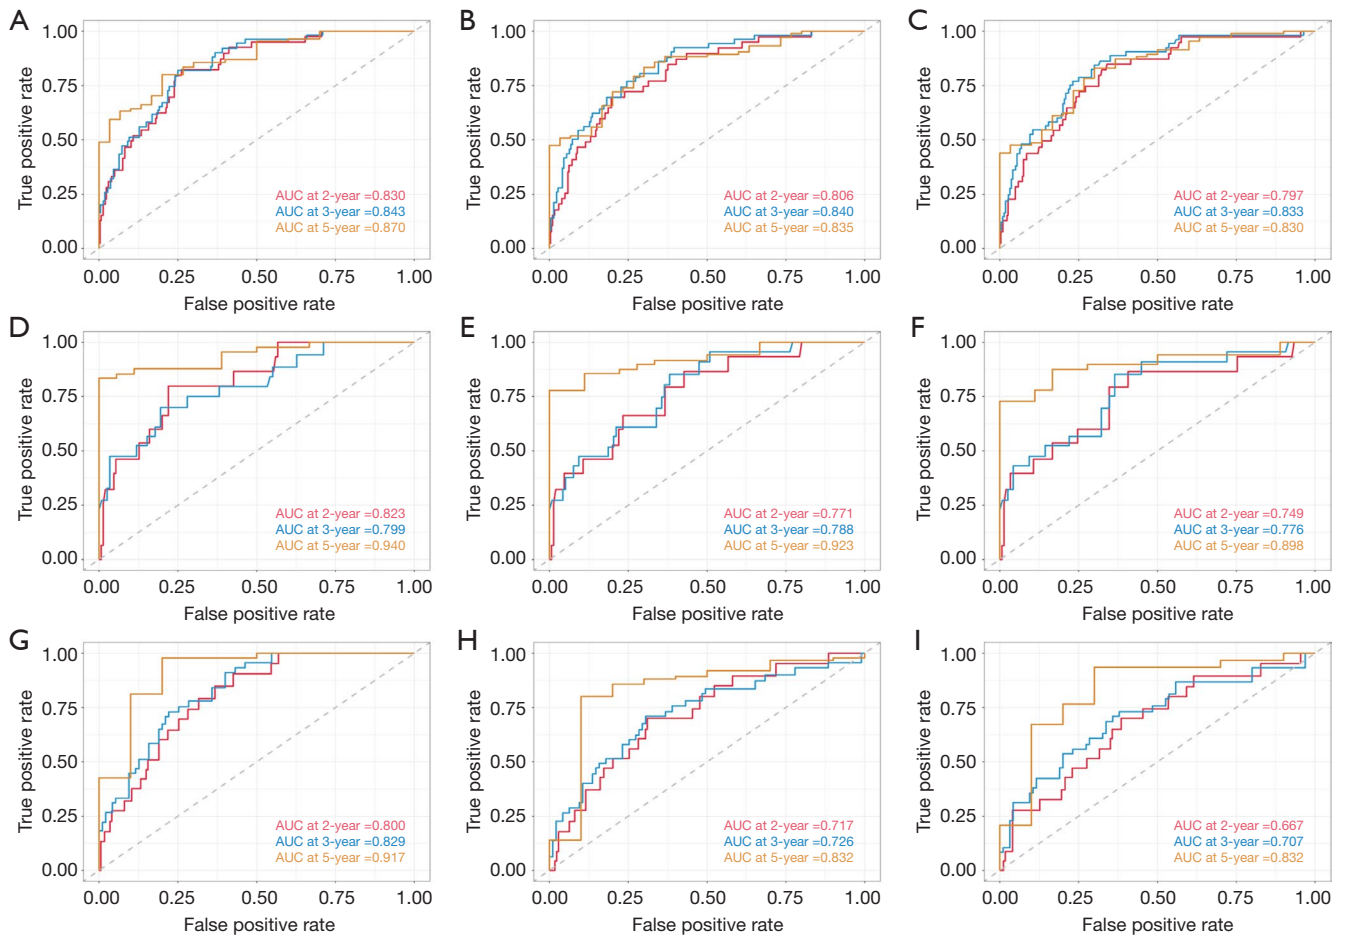 A
1.00
0.75
0.50
0.25
0.00
True positive rate
AUC at 2-year =0.830
AUC at 3-year =0.843
AUC at 5-year =0.870
0.00 0.25 0.50 0.75 1.00
False positive rate
B
1.00
0.75
0.50
0.25
0.00
True positive rate
AUC at 2-year =0.806
AUC at 3-year =0.840
AUC at 5-year =0.835
0.00 0.25 0.50 0.75 1.00
False positive rate
C
1.00
0.75
0.50
0.25
0.00
True positive rate
AUC at 2-year =0.797
AUC at 3-year =0.833
AUC at 5-year =0.830
0.00 0.25 0.50 0.75 1.00
False positive rate
D
1.00
0.75
0.50
0.25
0.00
True positive rate
AUC at 2-year =0.823
AUC at 3-year =0.799
AUC at 5-year =0.940
0.00 0.25 0.50 0.75 1.00
False positive rate
E
1.00
0.75
0.50
0.25
0.00
True positive rate
AUC at 2-year =0.771
AUC at 3-year =0.788
AUC at 5-year =0.923
0.00 0.25 0.50 0.75 1.00
False positive rate
F
1.00
0.75
0.50
0.25
0.00
True positive rate
AUC at 2-year =0.749
AUC at 3-year =0.776
AUC at 5-year =0.898
0.00 0.25 0.50 0.75 1.00
False positive rate
G
1.00
0.75
0.50
0.25
0.00
True positive rate
AUC at 2-year =0.800
AUC at 3-year =0.829
AUC at 5-year =0.917
0.00 0.25 0.50 0.75 1.00
False positive rate
H
1.00
0.75
0.50
0.25
0.00
True positive rate
AUC at 2-year =0.717
AUC at 3-year =0.726
AUC at 5-year =0.832
0.00 0.25 0.50 0.75 1.00
False positive rate
I
1.00
0.75
0.50
0.25
0.00
True positive rate
AUC at 2-year =0.667
AUC at 3-year =0.707
AUC at 5-year =0.832
0.00 0.25 0.50 0.75 1.00
False positive rate